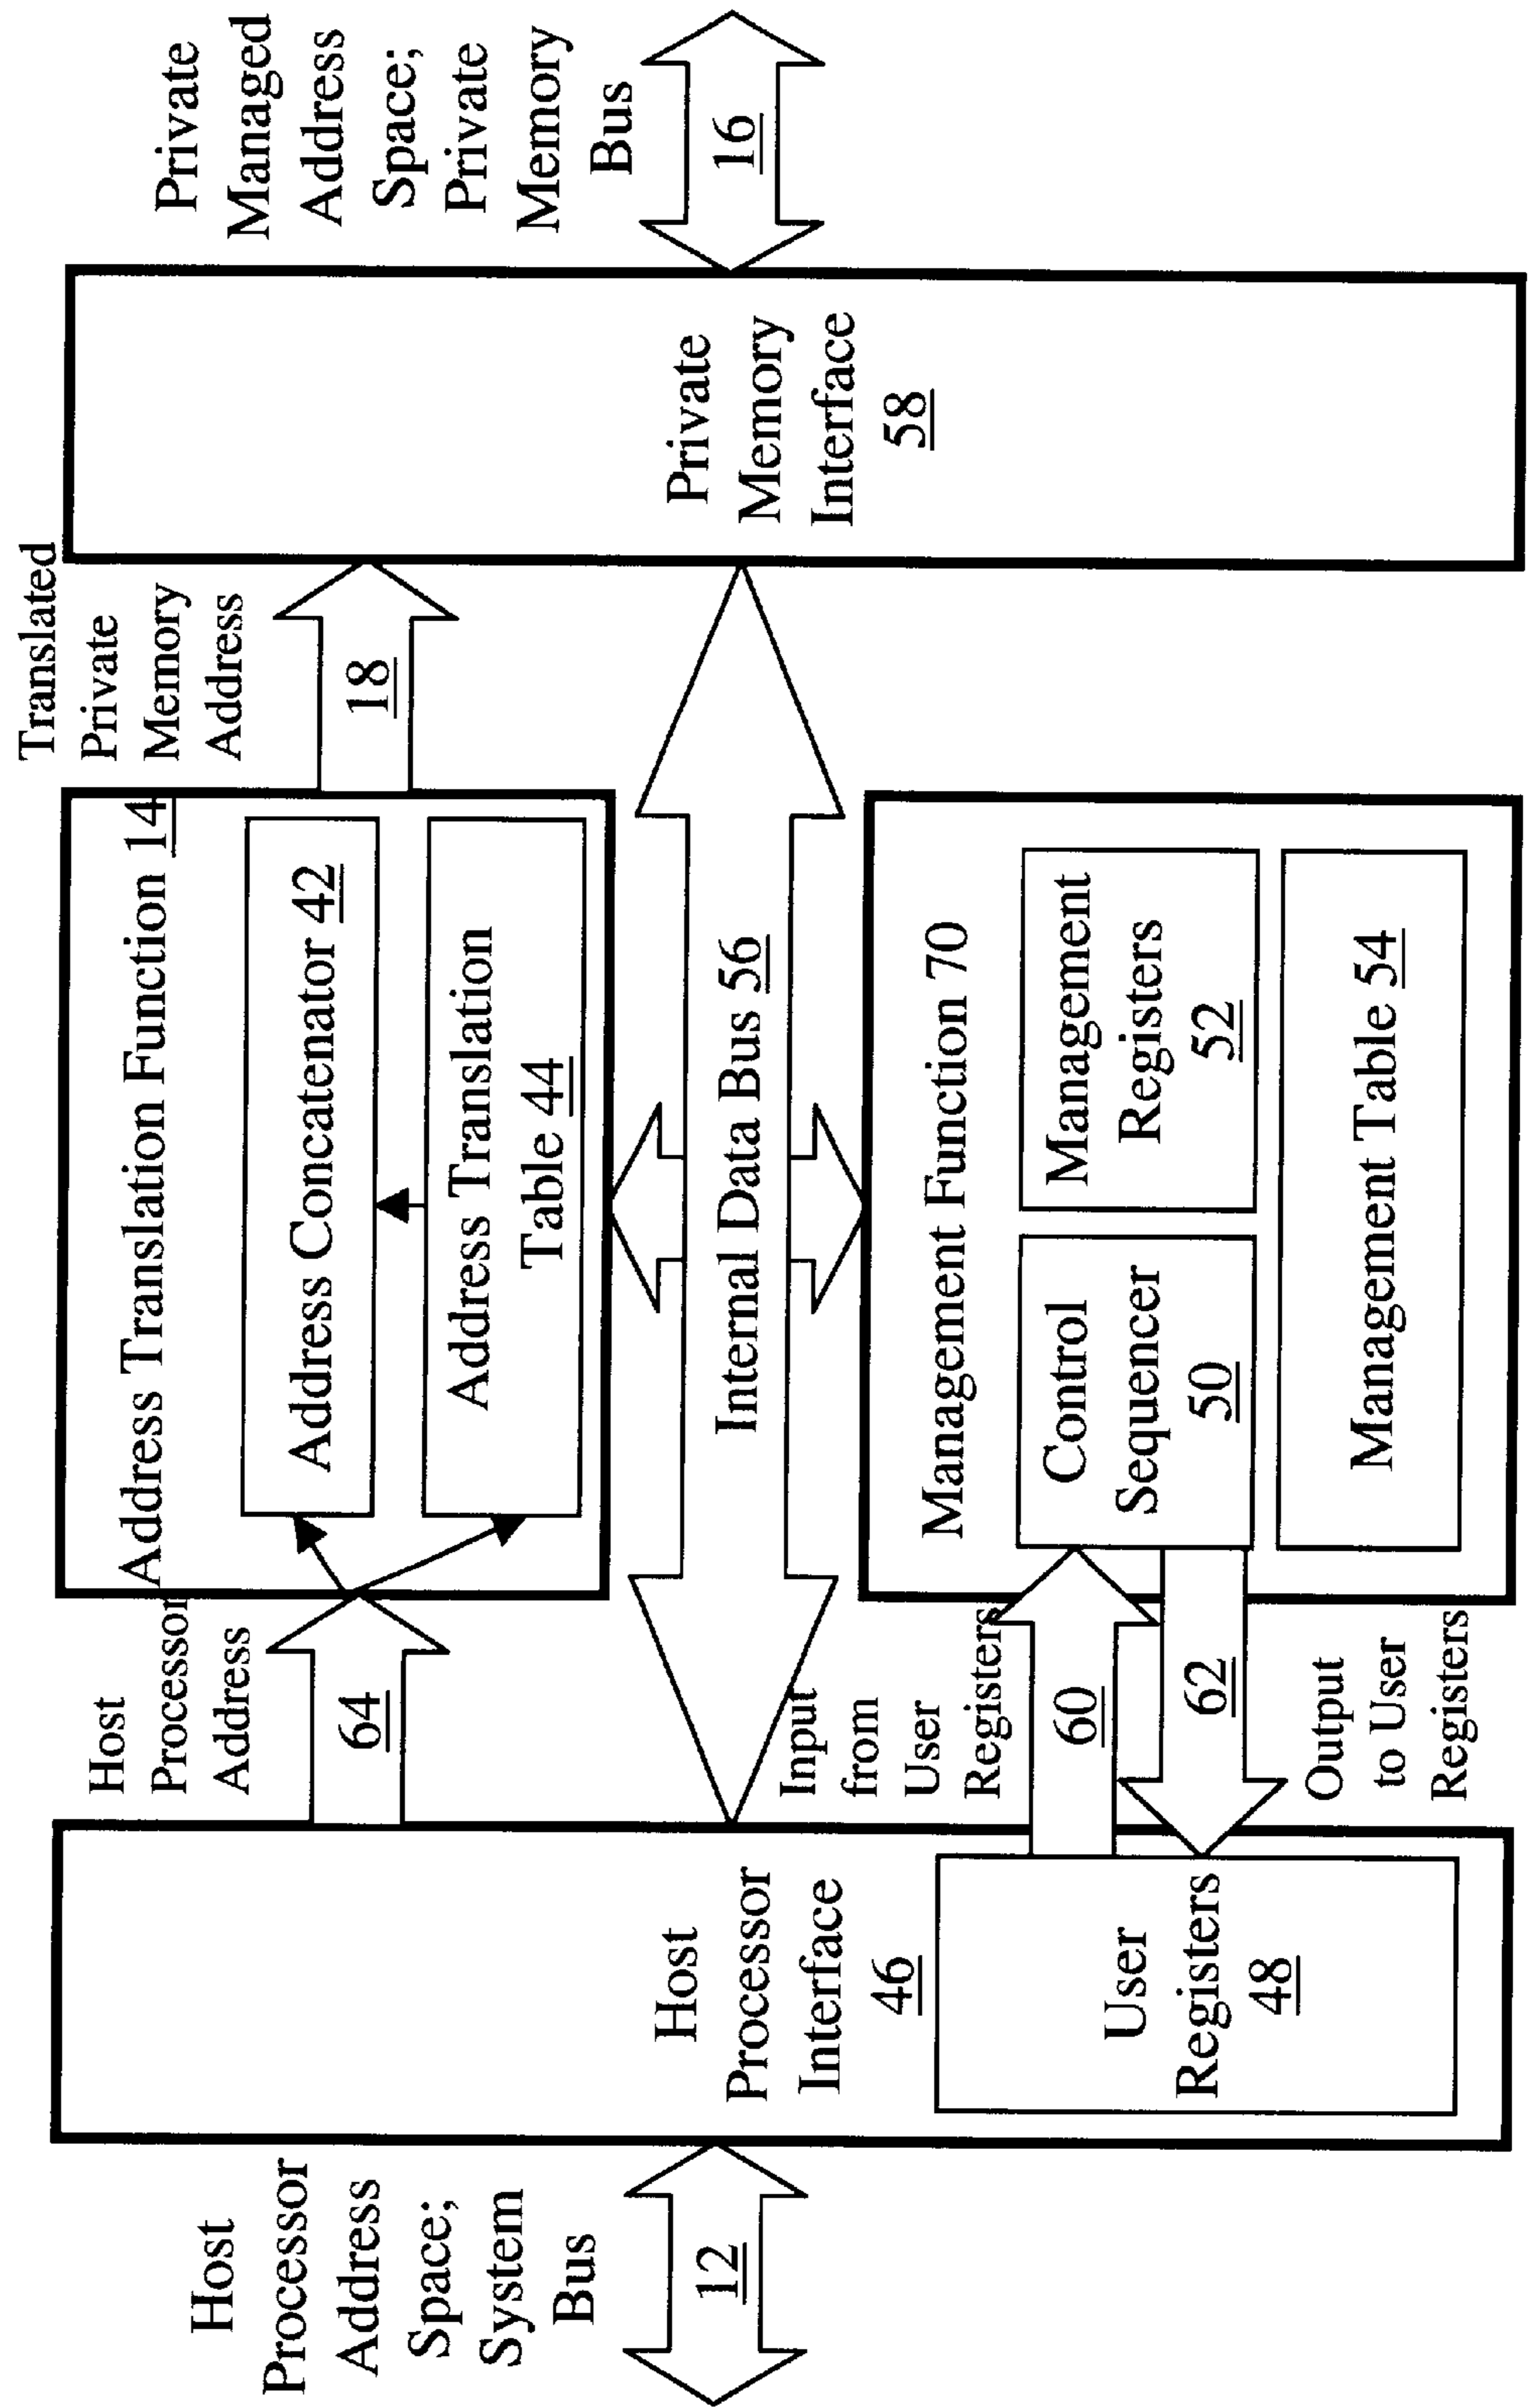 Host
Processor
Address
Space;
System
Bus
12
Host
Processor
Interface
46
User
Registers
48
Host
Processor
Address
64
Input
from
User
Registers
60
62
Output
to User
Registers
Address Translation Function 14
Address Concatenator 42
Address Translation
Table 44
Internal Data Bus 56
Management Function 70
Control
Sequencer
50
Management
Registers
52
Management Table 54
Translated
Private
Memory
Address
18
Private
Memory
Interface
58
Private
Managed
Address
Space;
Private
Memory
Bus
16